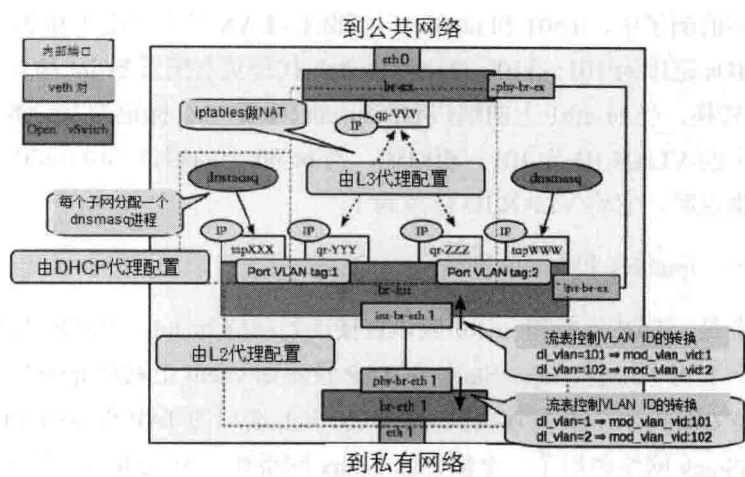 到公共网络
内部端口
veth 对
Open vSwitch
eth0
br-ex
phy-br-ex
iptables做NAT
IP
qg-VVV
dnsmasq
由L3代理配置
dnsmasq
每个子网分配一个
dnsmasq进程
IP
IP
IP
IP
tapXXX
qr-YYY
qr-ZZZ
tapWWW
由DHCP代理配置
Port VLAN tag:1
Port VLAN tag:2
br-int
int-br-ex
int-br-eth 1
流表控制VLAN ID的转换
dl_vlan=101 ⇒ mod_vlan_vid:1
dl_vlan=102 ⇒ mod_vlan_vid:2
由L2代理配置
phy-br-eth 1
br-eth 1
流表控制VLAN ID的转换
dl_vlan=1 ⇒ mod_vlan_vid:101
dl_vlan=2 ⇒ mod_vlan_vid:102
eth 1
到私有网络